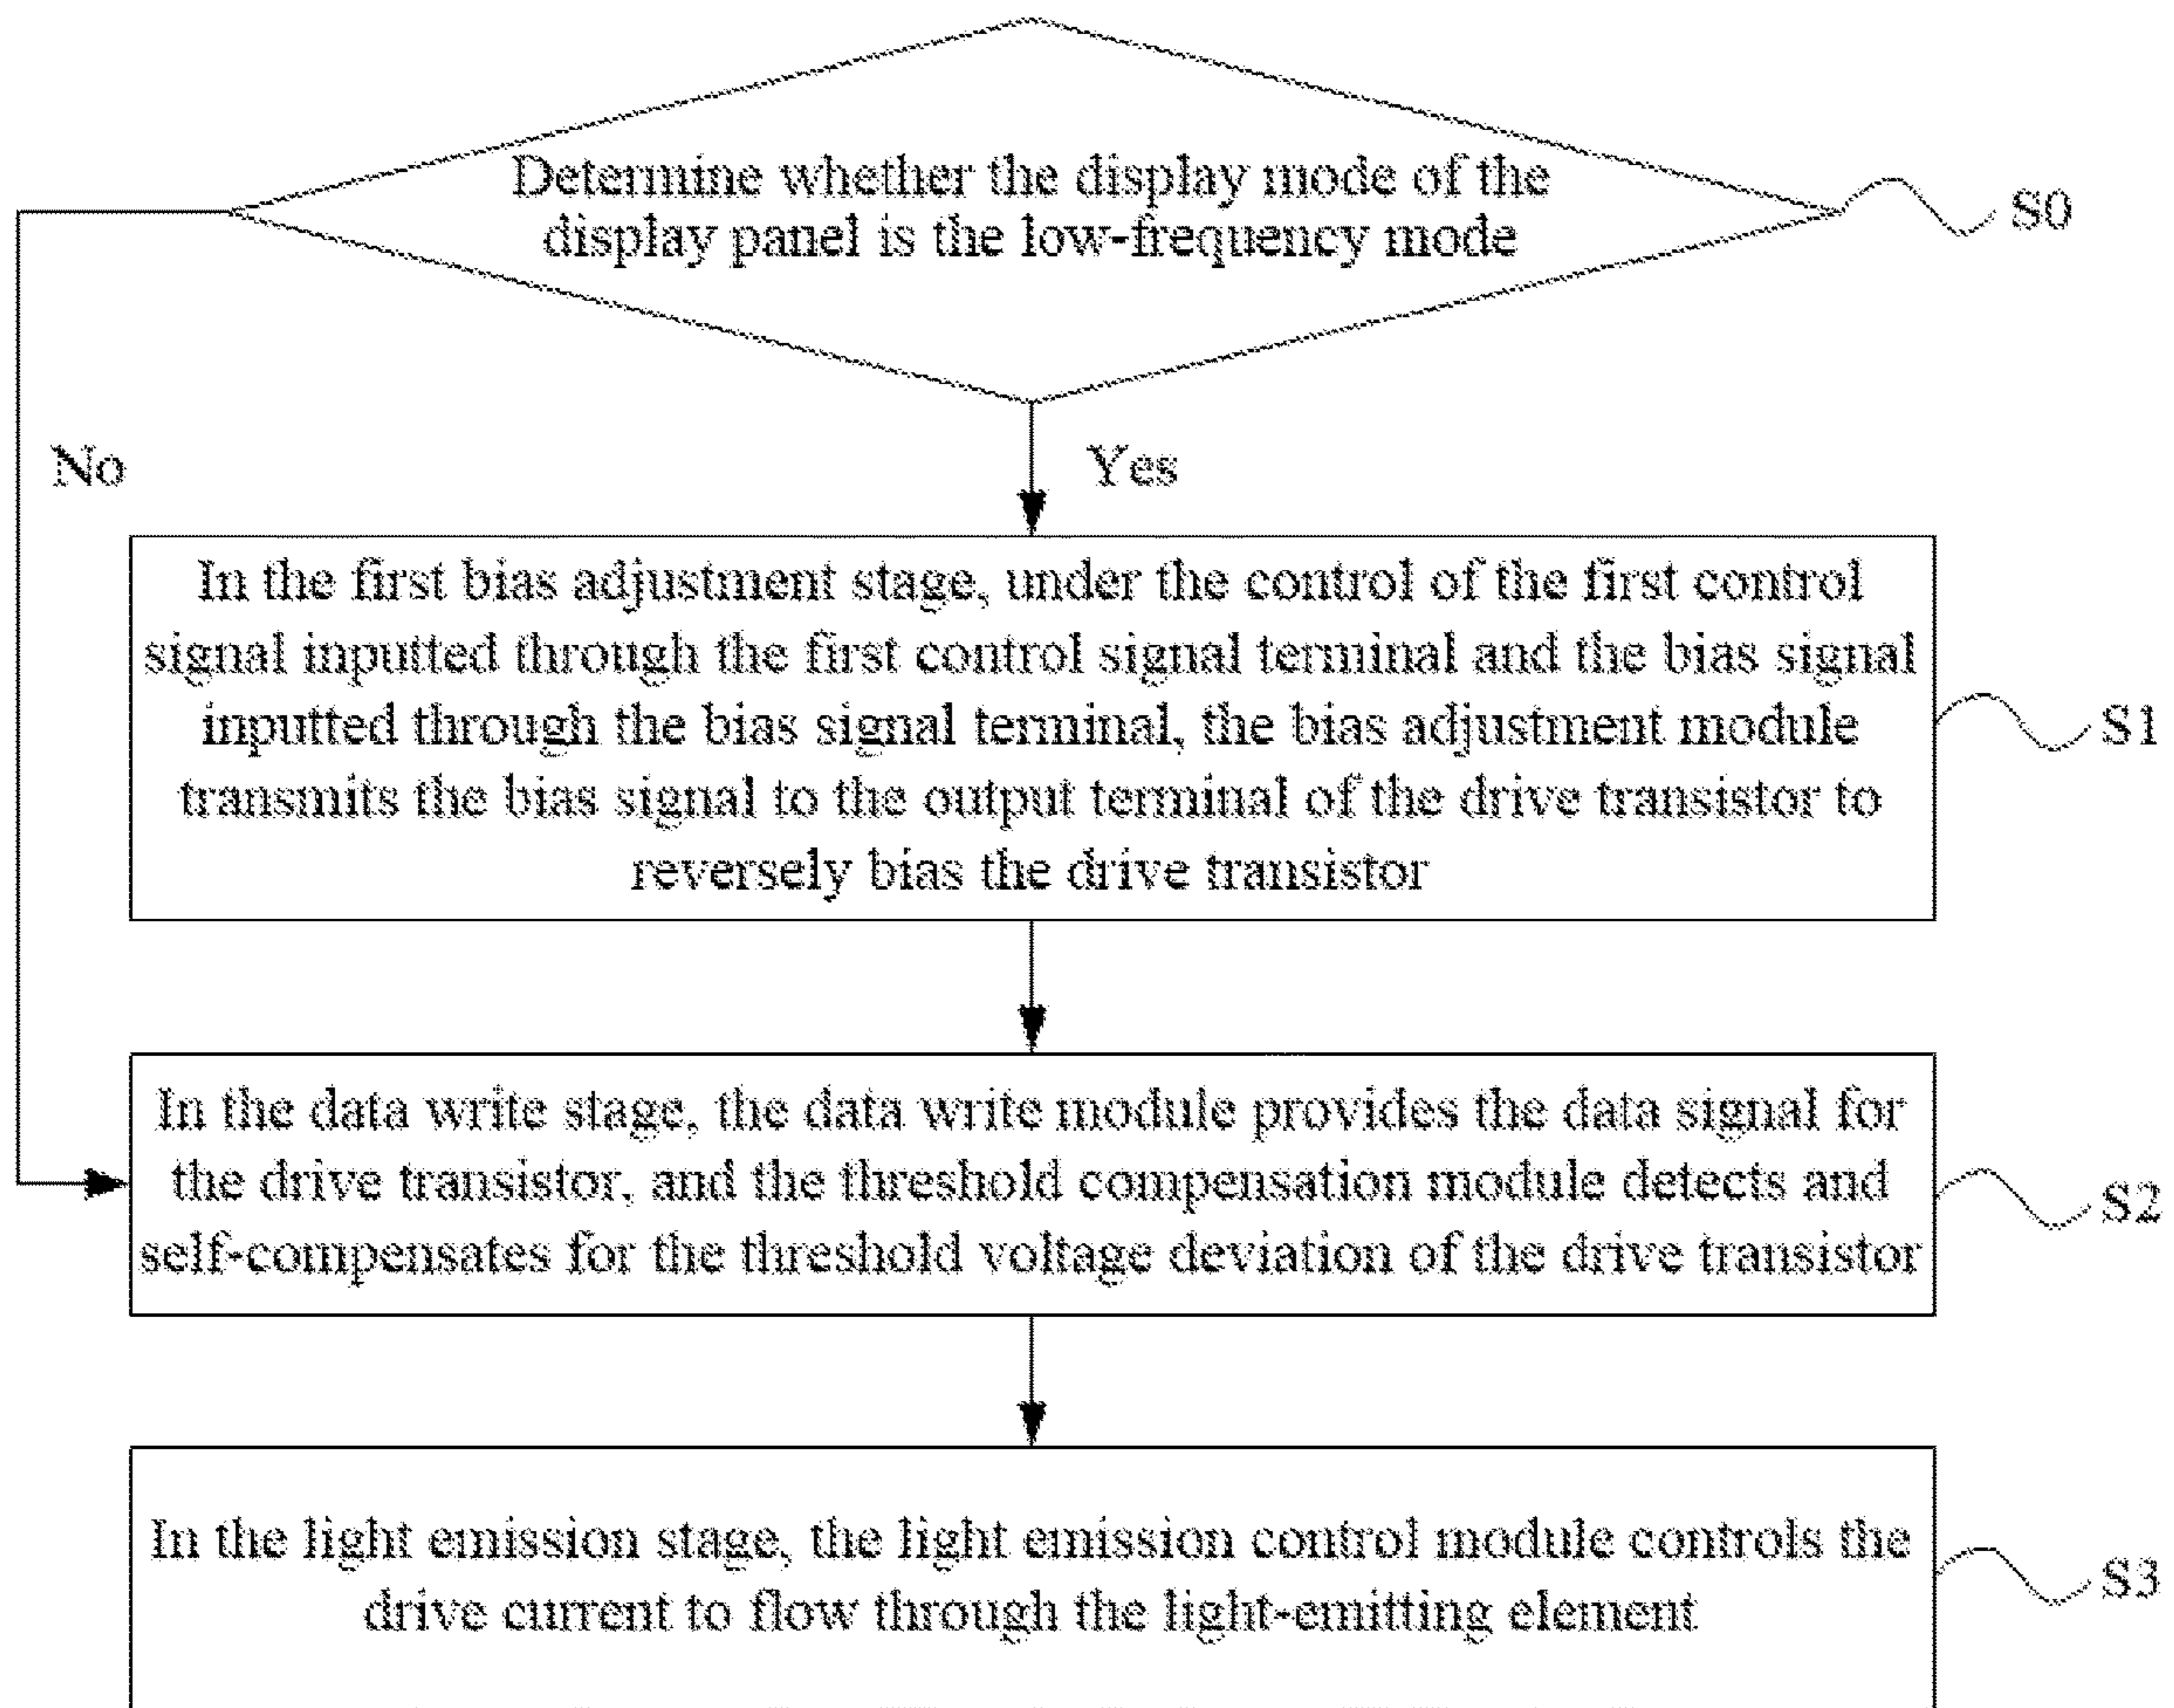 Determine whether the display mode of the
display panel is the low-frequency mode
S0
No
Yes
In the first bias adjustment stage, under the control of the first control
signal inputted through the first control signal terminal and the bias signal
inputted through the bias signal terminal, the bias adjustment module
transmits the bias signal to the output terminal of the drive transistor to
reversely bias the drive transistor
S1
In the data write stage, the data write module provides the data signal for
the drive transistor, and the threshold compensation module detects and
self-compensates for the threshold voltage deviation of the drive transistor
S2
In the light emission stage, the light emission control module controls the
drive current to flow through the light-emitting element
S3